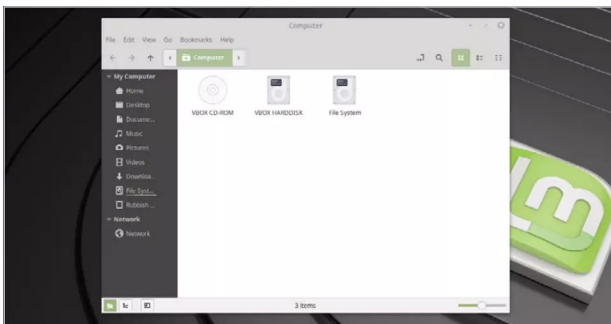 Computer
File Edit View Go Bookmarks Help
Computer
My Computer
Home
Desktop
Docume...
Music
Pictures
Videos
Downloa...
File Syst...
Rubbish ...
Network
Network
VBOX CD-ROM VBOX HARDDISK File System
3 items